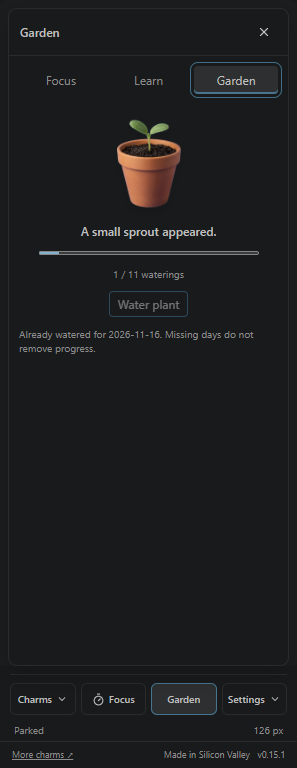 Garden
Focus Learn Garden
A small sprout appeared.
1 / 11 waterings
Water plant
Already watered for 2026-11-16. Missing days do not
remove progress.
Charms Focus Garden Settings
Parked 126 px
More charms ↗ Made in Silicon Valley v0.15.1